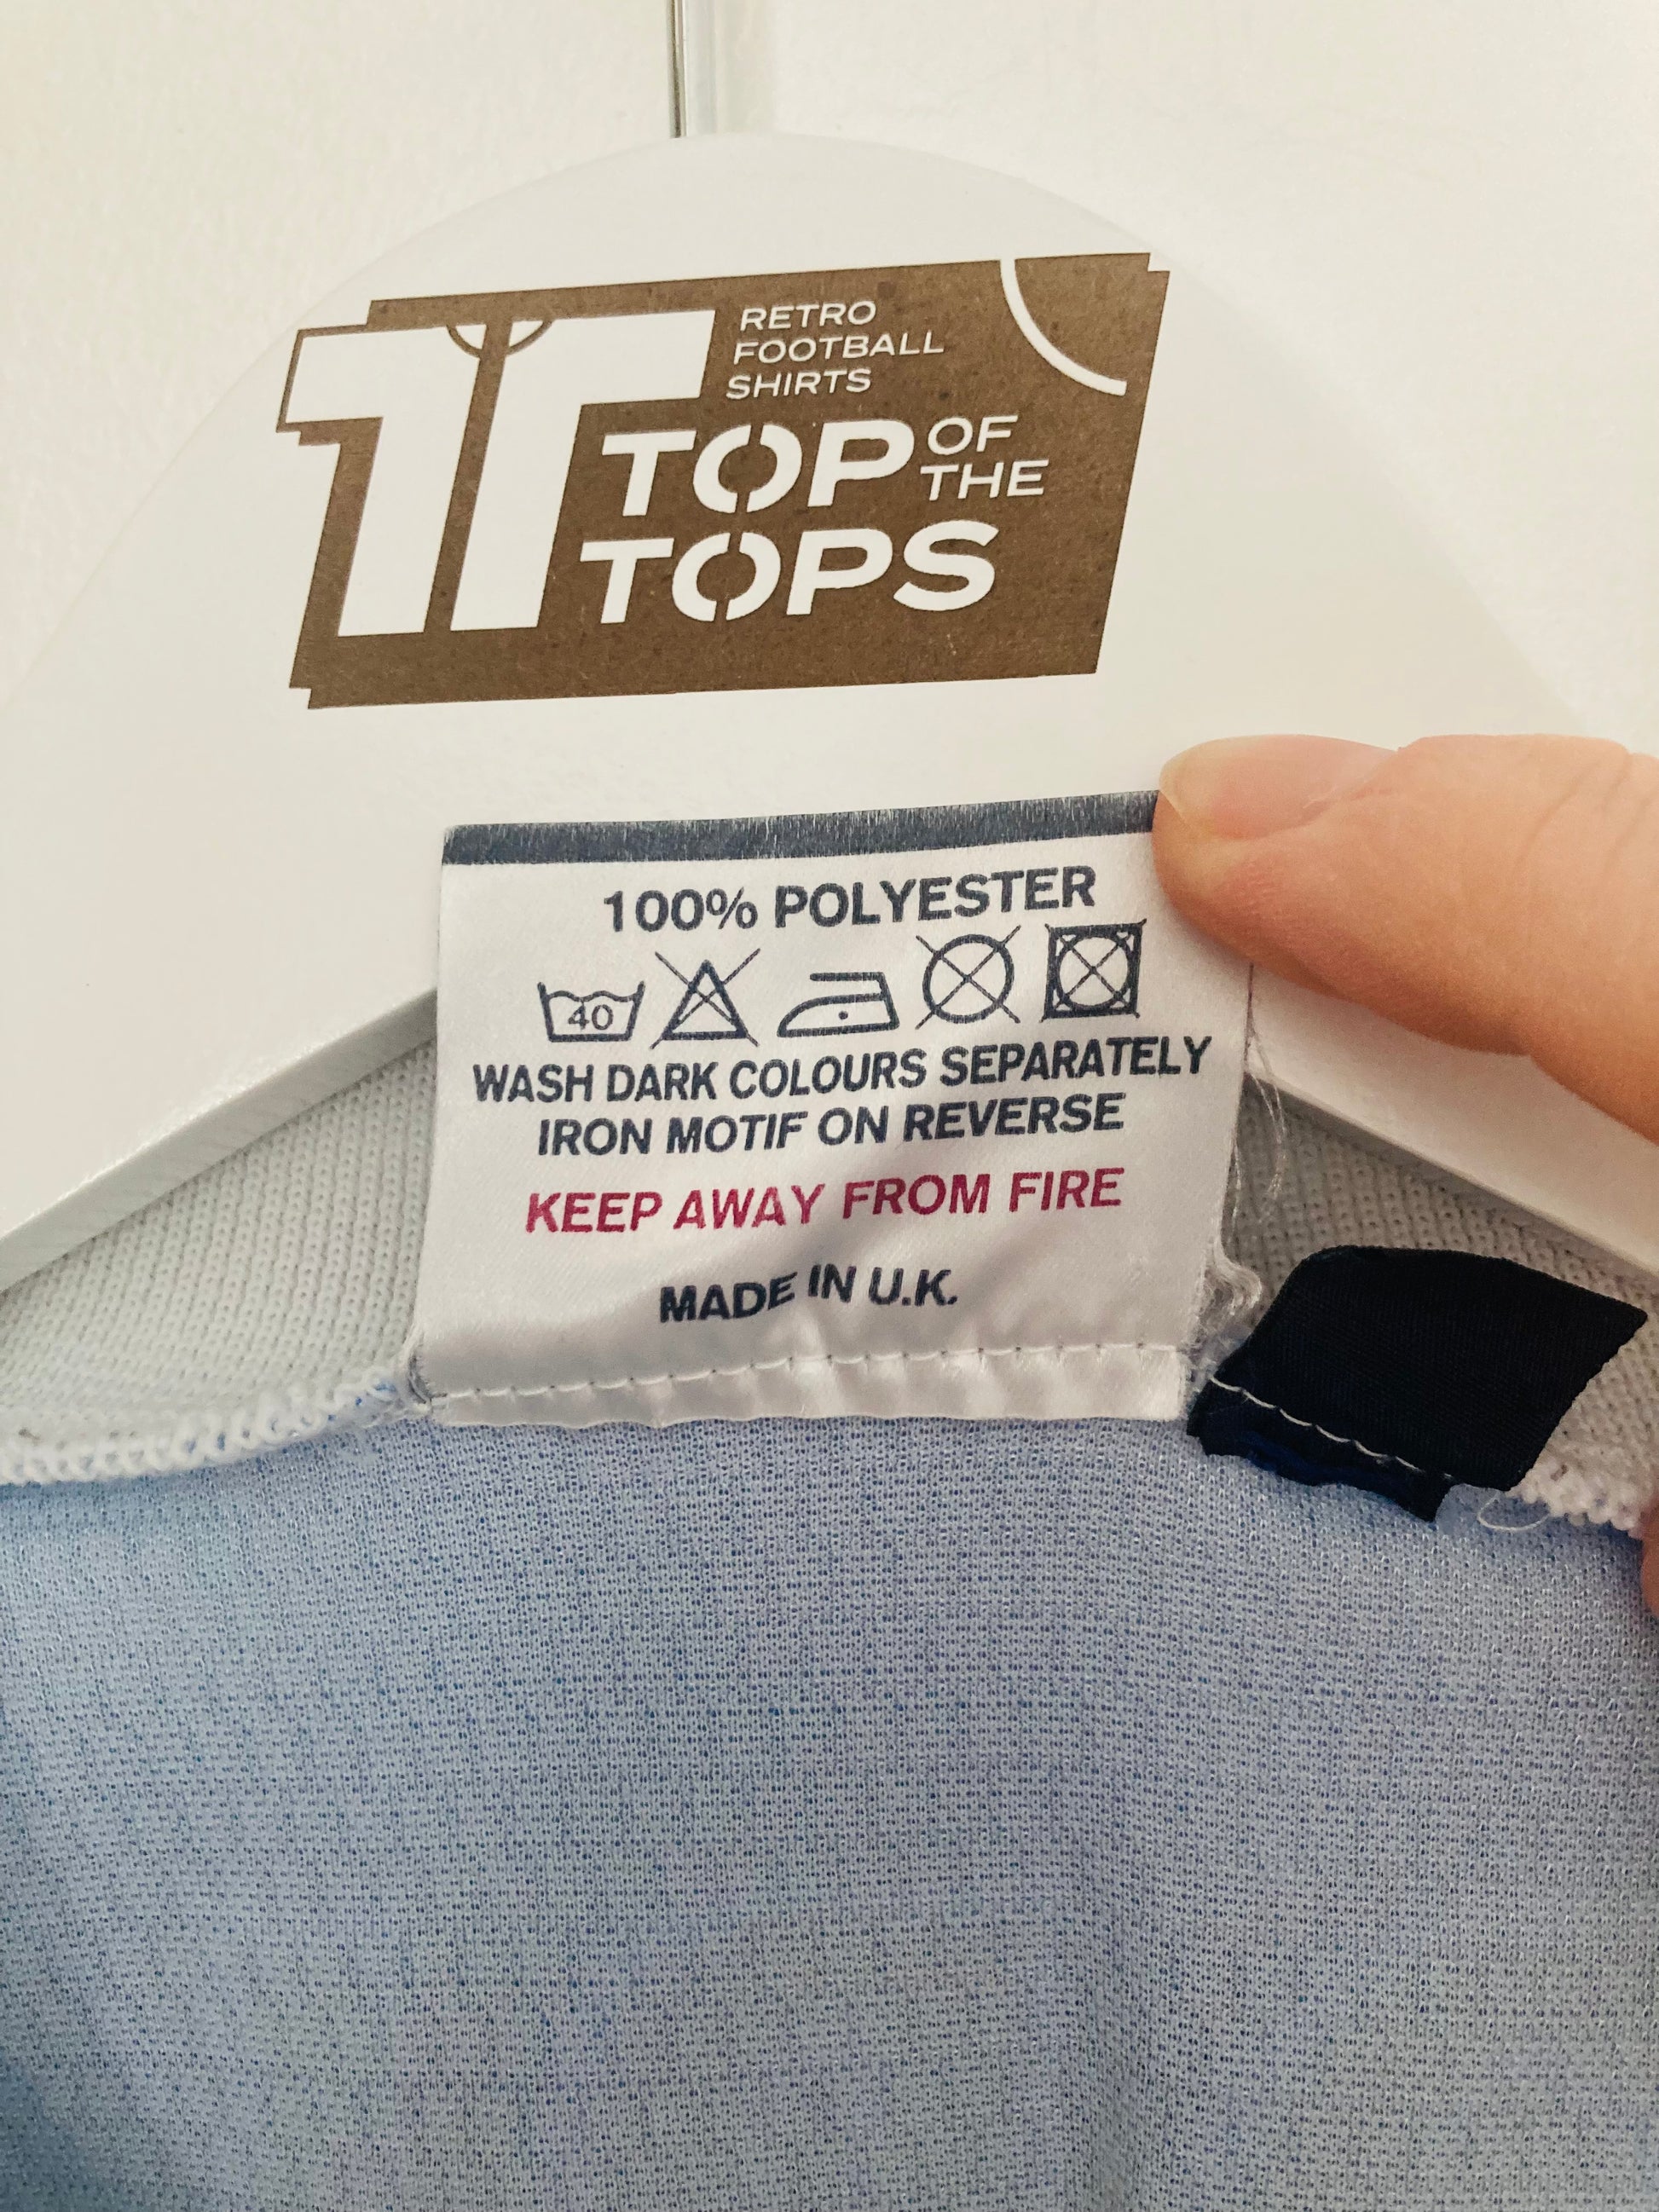 RETRO
FOOTBALL
SHIRTS
TOP OF THE
TOPS
100% POLYESTER
40
WASH DARK COLOURS SEPARATELY
IRON MOTIF ON REVERSE
KEEP AWAY FROM FIRE
MADE IN U.K.